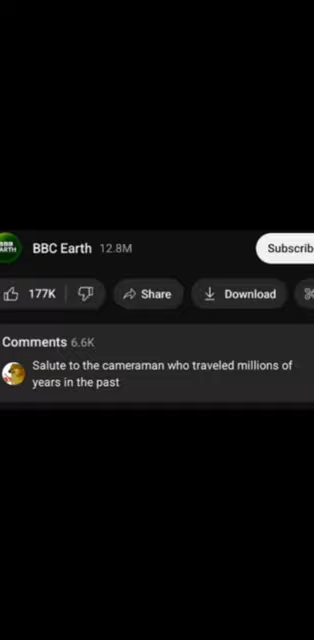 BBC Earth 12.8M
Subscrib
177K Share Download
Comments 6.6K
Salute to the cameraman who traveled millions of
years in the past